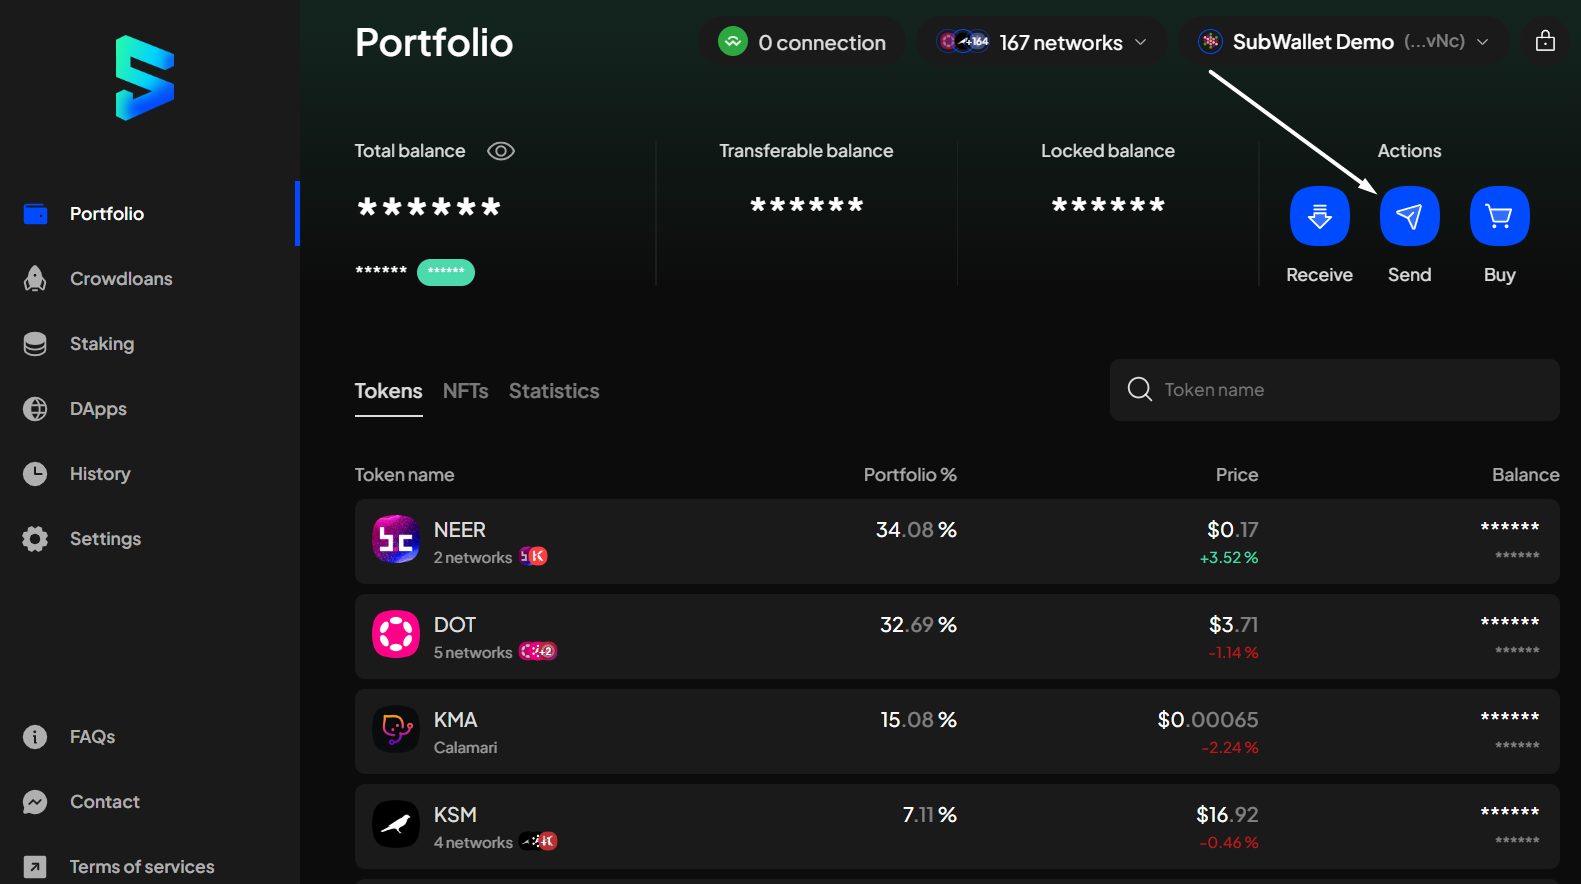 Portfolio
0 connection
+164 167 networks
SubWallet Demo (...vNc)
Portfolio
Crowdloans
Staking
DApps
History
Settings
FAQs
Contact
Terms of services
Total balance
******
****** ******
Transferable balance
******
Locked balance
******
Actions
Receive Send Buy
Tokens NFTs Statistics
Token name
Token name Portfolio % Price Balance
NEER 34.08 % $0.17 ******
2 networks +3.52 % ******
DOT 32.69 % $3.71 ******
5 networks +2 -1.14 % ******
KMA 15.08 % $0.00065 ******
Calamari -2.24 % ******
KSM 7.11 % $16.92 ******
4 networks -0.46 % ******